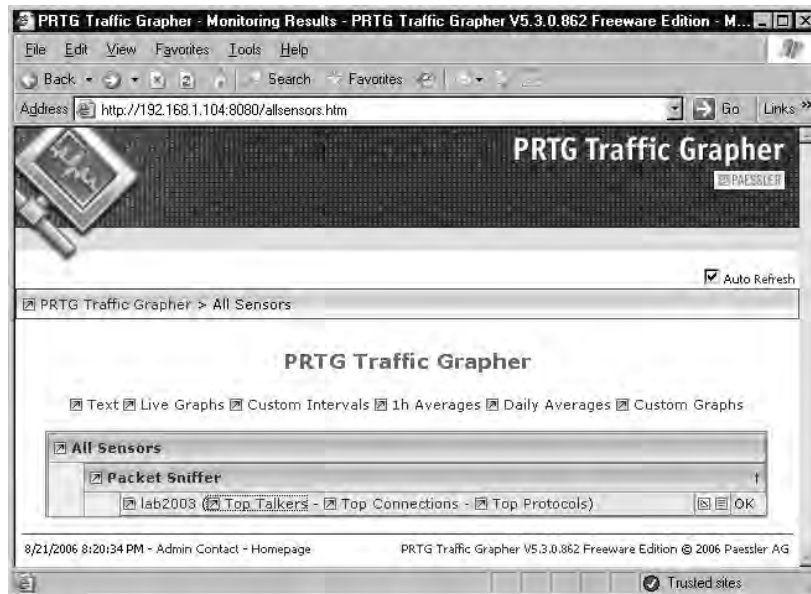 PRTG Traffic Grapher - Monitoring Results - PRTG Traffic Grapher V5.3.0.862 Freeware Edition - M...
File Edit View Favorites Tools Help
Back Search Favorites
Address http://192.168.1.104:8080/allsensors.htm Go Links »
PRTG Traffic Grapher
PAESSLER
Auto Refresh
PRTG Traffic Grapher > All Sensors
PRTG Traffic Grapher
Text Live Graphs Custom Intervals 1h Averages Daily Averages Custom Graphs
All Sensors
Packet Sniffer
lab2003 (Top Talkers - Top Connections - Top Protocols) OK
8/21/2006 8:20:34 PM - Admin Contact - Homepage PRTG Traffic Grapher V5.3.0.862 Freeware Edition © 2006 Paessler AG
Trusted sites